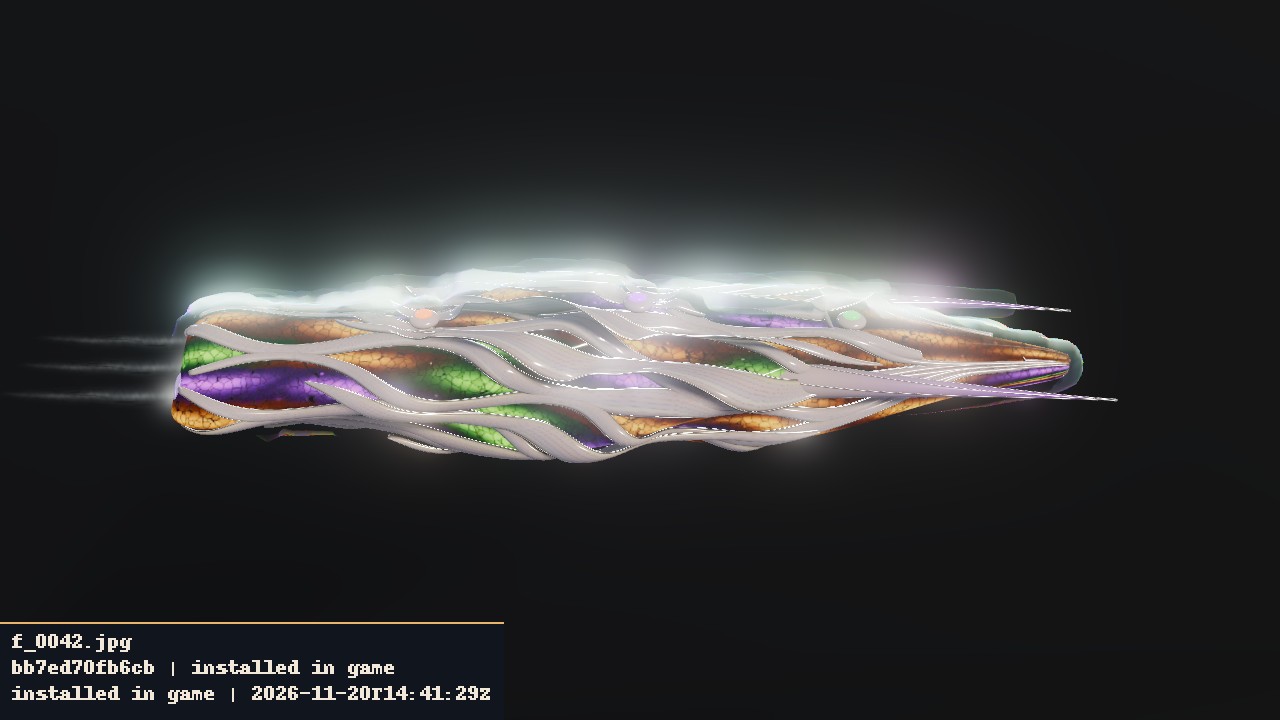 f_0042.jpg
bb7ed70fb6cb | installed in game
installed in game | 2026-11-20T14:41:29Z